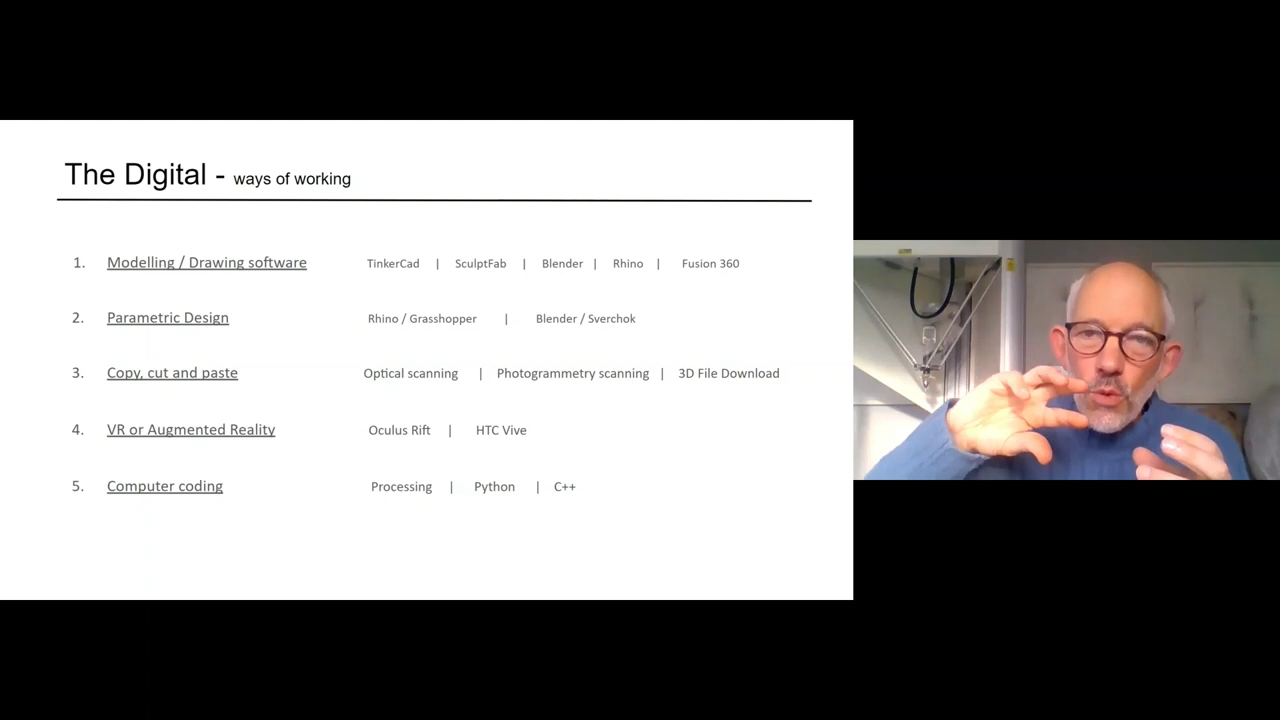 The Digital - ways of working
1. Modelling / Drawing software TinkerCad | SculptFab | Blender | Rhino | Fusion 360
2. Parametric Design Rhino / Grasshopper | Blender / Sverchok
3. Copy, cut and paste Optical scanning | Photogrammetry scanning | 3D File Download
4. VR or Augmented Reality Oculus Rift | HTC Vive
5. Computer coding Processing | Python | C++